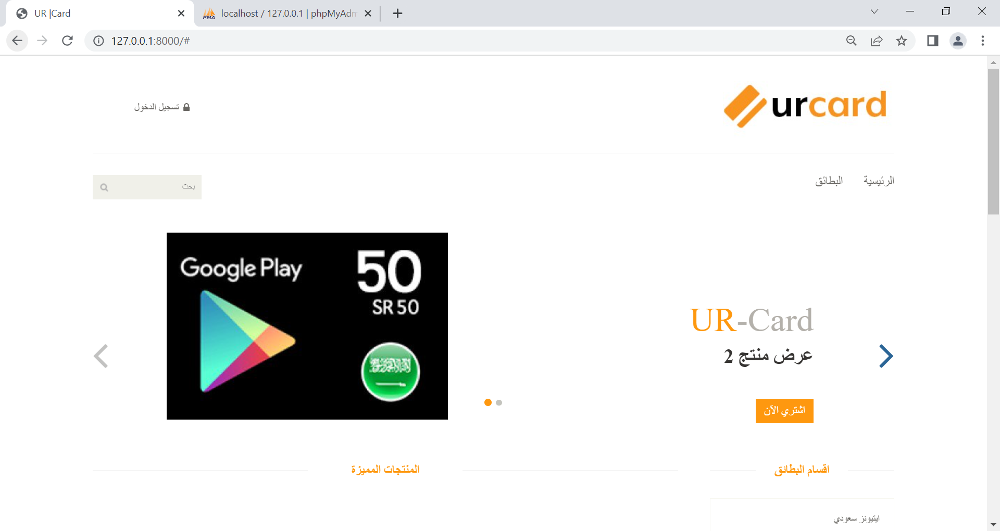 UR |Card
localhost / 127.0.0.1 | phpMyAdm
127.0.0.1:8000/#
urcard
تسجيل الدخول
الرئيسية
البطائق
بحث
Google Play
50
SR 50
UR-Card
عرض منتج 2
اشتري الآن
اقسام البطائق
المنتجات المميزة
ايتيونز سعودي